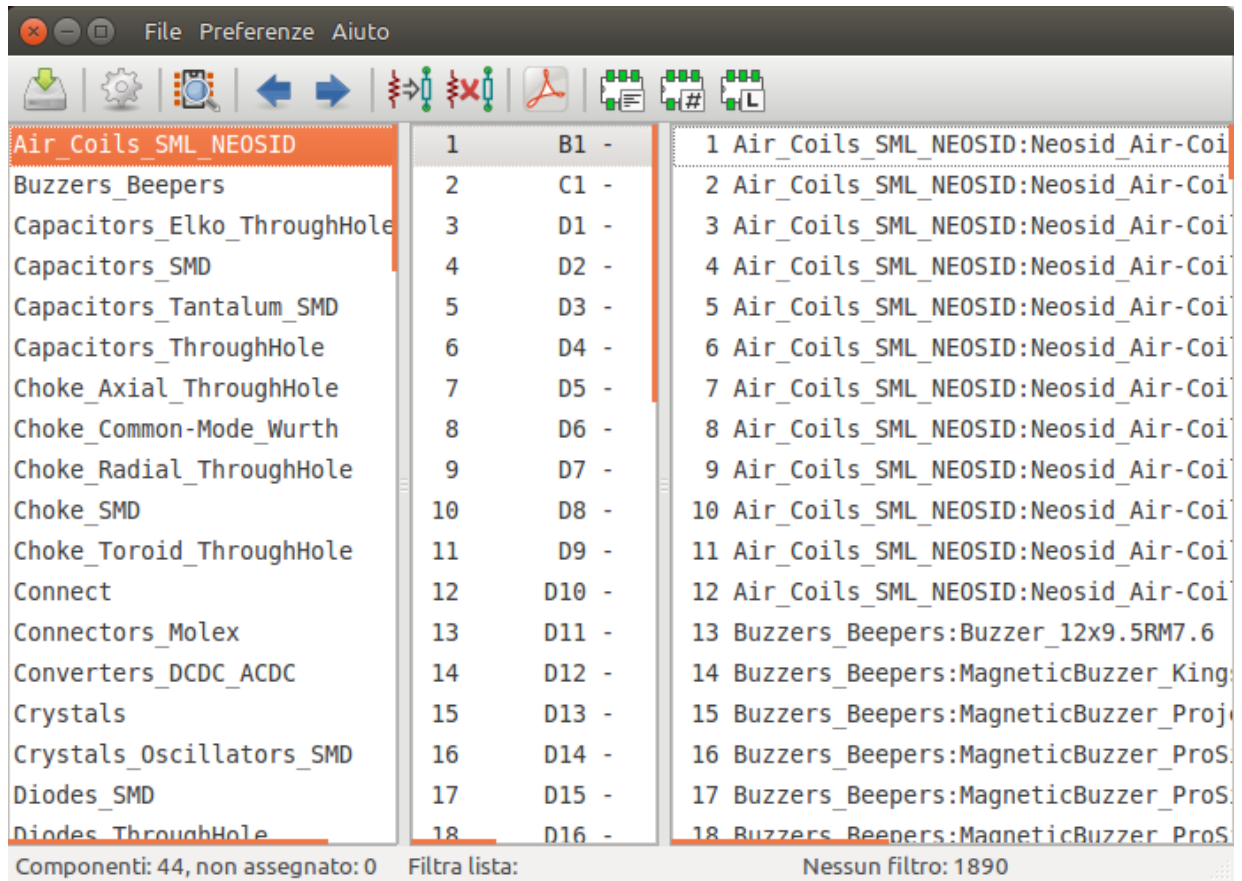 File Preferenze Aiuto
Air_Coils_SML_NEOSID
Buzzers_Beepers
Capacitors_Elko_ThroughHole
Capacitors_SMD
Capacitors_Tantalum_SMD
Capacitors_ThroughHole
Choke_Axial_ThroughHole
Choke_Common-Mode_Wurth
Choke_Radial_ThroughHole
Choke_SMD
Choke_Toroid_ThroughHole
Connect
Connectors_Molex
Converters_DCDC_ACDC
Crystals
Crystals_Oscillators_SMD
Diodes_SMD
Diodes_ThroughHole
1 B1 -
2 C1 -
3 D1 -
4 D2 -
5 D3 -
6 D4 -
7 D5 -
8 D6 -
9 D7 -
10 D8 -
11 D9 -
12 D10 -
13 D11 -
14 D12 -
15 D13 -
16 D14 -
17 D15 -
18 D16 -
1 Air_Coils_SML_NEOSID:Neosid_Air-Coi
2 Air_Coils_SML_NEOSID:Neosid_Air-Coi
3 Air_Coils_SML_NEOSID:Neosid_Air-Coi
4 Air_Coils_SML_NEOSID:Neosid_Air-Coi
5 Air_Coils_SML_NEOSID:Neosid_Air-Coi
6 Air_Coils_SML_NEOSID:Neosid_Air-Coi
7 Air_Coils_SML_NEOSID:Neosid_Air-Coi
8 Air_Coils_SML_NEOSID:Neosid_Air-Coi
9 Air_Coils_SML_NEOSID:Neosid_Air-Coi
10 Air_Coils_SML_NEOSID:Neosid_Air-Coi
11 Air_Coils_SML_NEOSID:Neosid_Air-Coi
12 Air_Coils_SML_NEOSID:Neosid_Air-Coi
13 Buzzers_Beepers:Buzzer_12x9.5RM7.6
14 Buzzers_Beepers:MagneticBuzzer_King
15 Buzzers_Beepers:MagneticBuzzer_Proj
16 Buzzers_Beepers:MagneticBuzzer_ProS
17 Buzzers_Beepers:MagneticBuzzer_ProS
18 Buzzers_Beepers:MagneticBuzzer_ProS
Componenti: 44, non assegnato: 0 Filtra lista: Nessun filtro: 1890